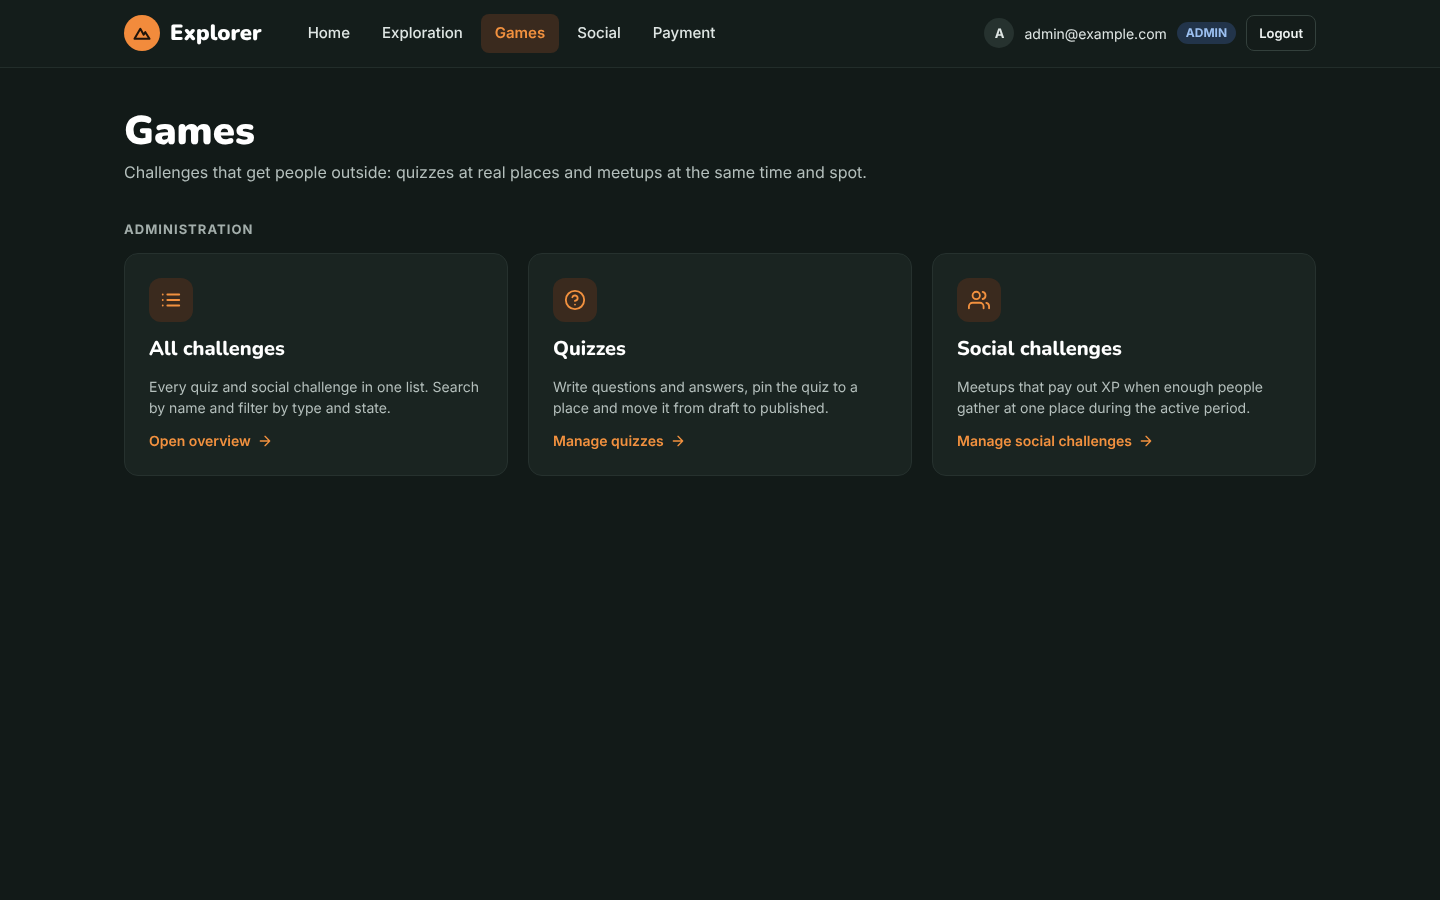 Explorer
Home
Exploration
Games
Social
Payment
A
admin@example.com
ADMIN
Logout
Games
Challenges that get people outside: quizzes at real places and meetups at the same time and spot.
ADMINISTRATION
All challenges
Every quiz and social challenge in one list. Search
by name and filter by type and state.
Open overview
Quizzes
Write questions and answers, pin the quiz to a
place and move it from draft to published.
Manage quizzes
Social challenges
Meetups that pay out XP when enough people
gather at one place during the active period.
Manage social challenges